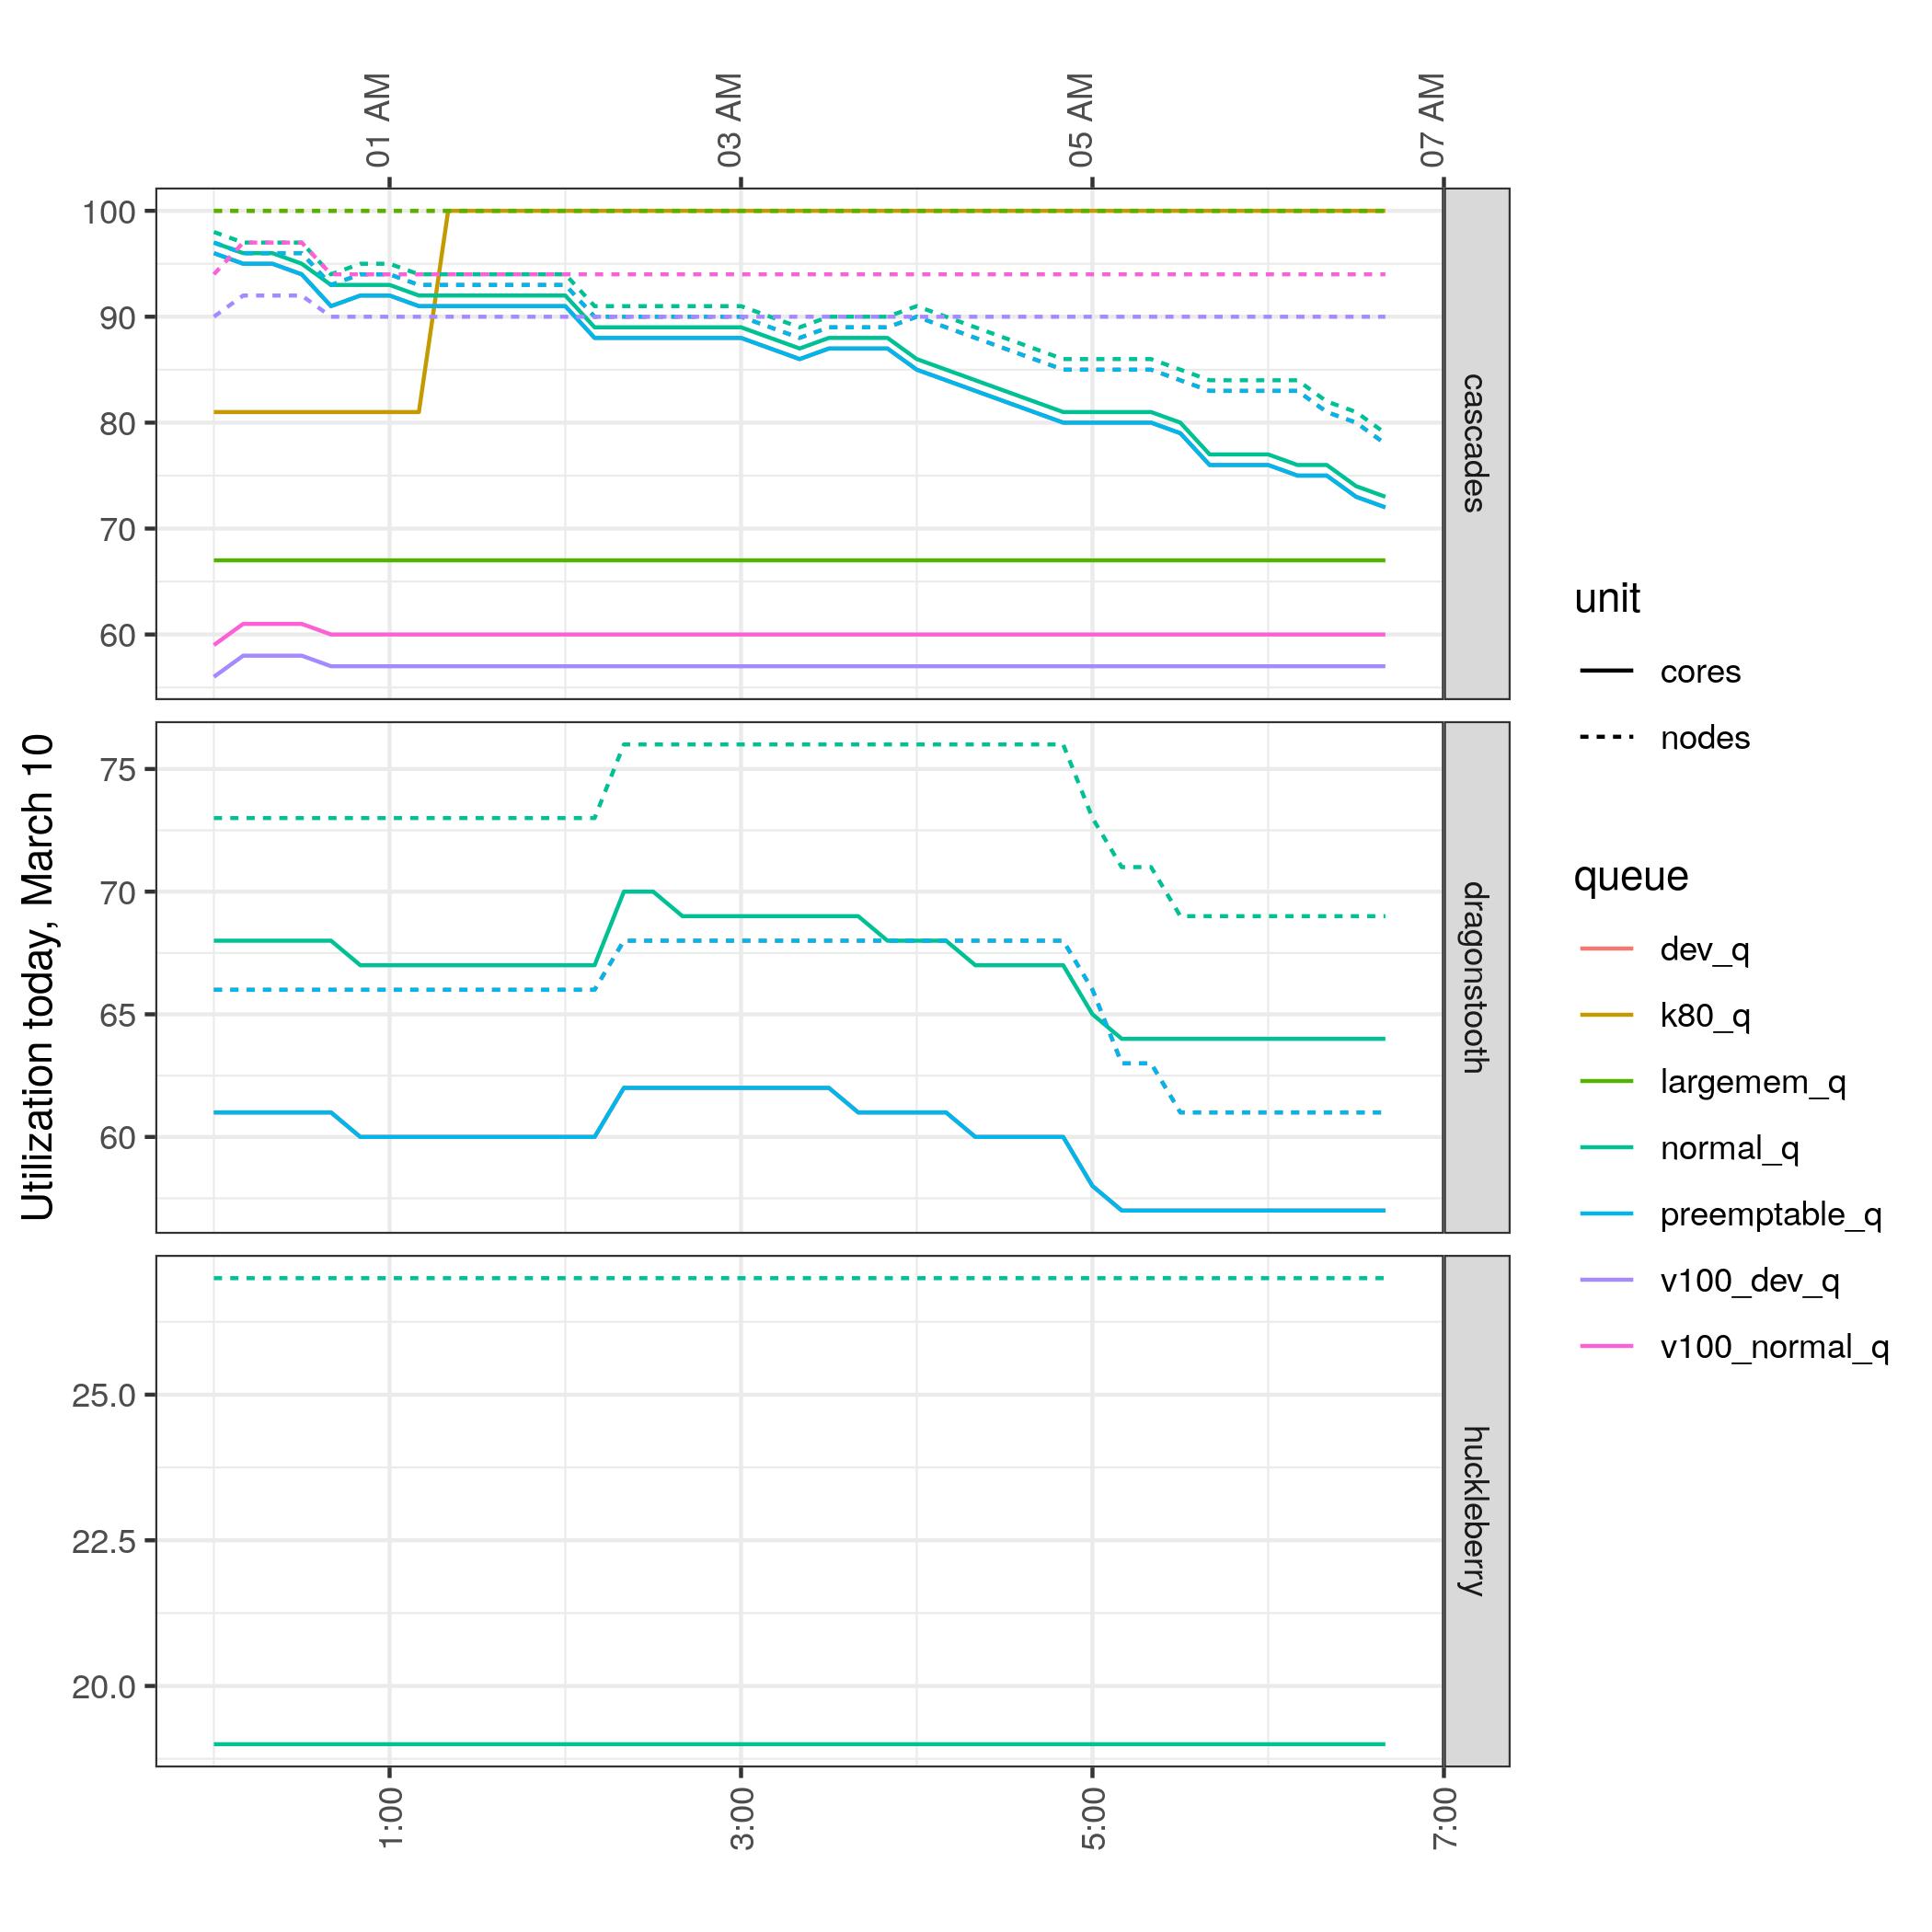 01 AM
03 AM
05 AM
07 AM
Utilization today, March 10
100
90
80
70
60
cascades
75
70
65
60
dragonstooth
25.0
22.5
20.0
huckleberry
1:00
3:00
5:00
7:00
unit
cores
nodes
queue
dev_q
k80_q
largemem_q
normal_q
preemptable_q
v100_dev_q
v100_normal_q